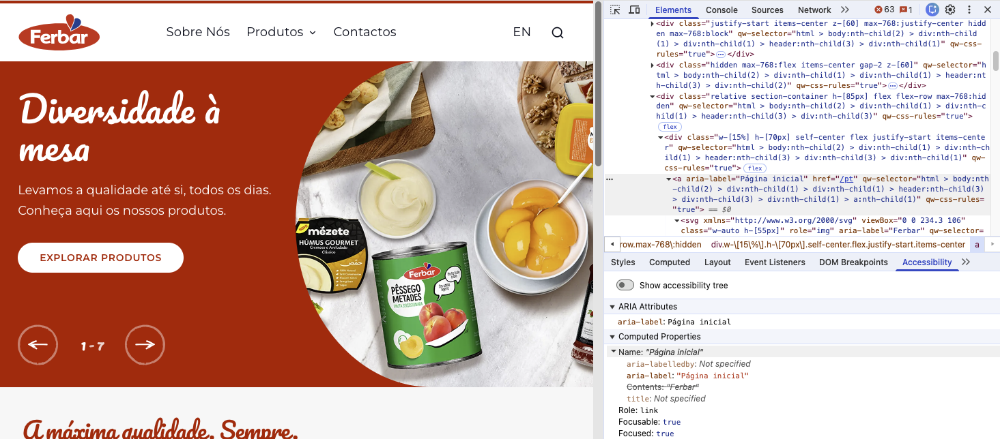 Ferbar
Sobre Nós Produtos Contactos EN
Diversidade à
mesa
Levamos a qualidade até si, todos os dias.
Conheça aqui os nossos produtos.
EXPLORAR PRODUTOS
1 - 7
mézete
HÚMUS GOURMET
Cremoso e Aveludado
Clássico
Ferbar
PÊSSEGO
METADES
FRUTA SELECCIONADA
A máxima qualidade. Sempre.
Elements Console Sources Network 63 1
<div class="justify-start items-center z-[60] max-768:justify-center hidd
en max-768:block" qw-selector="html > body:nth-child(2) > div:nth-child
(1) > div:nth-child(1) > header:nth-child(3) > div:nth-child(1)" qw-css-
rules="true"> … </div>
<div class="hidden max-768:flex items-center gap-2 z-[60]" qw-selector="h
tml > body:nth-child(2) > div:nth-child(1) > div:nth-child(1) > header:nt
h-child(3) > div:nth-child(2)" qw-css-rules="true"> … </div>
<div class="relative section-container h-[85px] flex flex-row max-768:hid
den" qw-selector="html > body:nth-child(2) > div:nth-child(1) > div:nth-c
hild(1) > header:nth-child(3) > div:nth-child(3)" qw-css-rules="true">
flex
<div class="w-[15%] h-[70px] self-center flex justify-start items-cente
r" qw-selector="html > body:nth-child(2) > div:nth-child(1) > div:nth-ch
ild(1) > header:nth-child(3) > div:nth-child(3) > div:nth-child(1)" qw-
css-rules="true"> flex
<a aria-label="Página inicial" href="/pt" qw-selector="html > body:nth
-child(2) > div:nth-child(1) > div:nth-child(1) > header:nth-child(3)
> div:nth-child(3) > div:nth-child(1) > a:nth-child(1)" qw-css-rules=
"true"> == $0
<svg xmlns="http://www.w3.org/2000/svg" viewBox="0 0 234.3 106"
class="w-auto h-[55px]" role="img" aria-label="Ferbar" qw-selector=
row.max-768\:hidden div.w-\[15\%\].h-\[70px\].self-center.flex.justify-start.items-center a
Styles Computed Layout Event Listeners DOM Breakpoints Accessibility
Show accessibility tree
ARIA Attributes
aria-label: Página inicial
Computed Properties
Name: "Página inicial"
aria-labelledby: Not specified
aria-label: "Página inicial"
Contents: "Ferbar"
title: Not specified
Role: link
Focusable: true
Focused: true